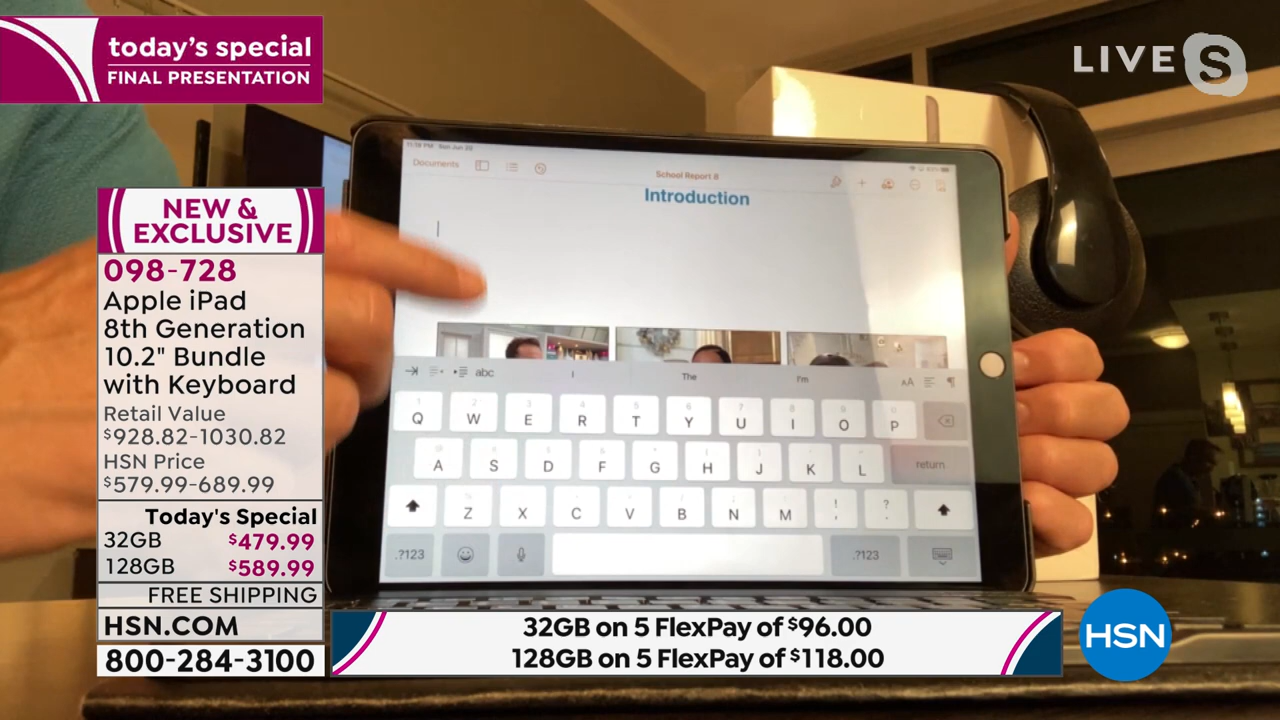 today's special
FINAL PRESENTATION
LIVE S
NEW &
EXCLUSIVE
098-728
Apple iPad
8th Generation
10.2" Bundle
with Keyboard
Retail Value
$928.82-1030.82
HSN Price
$579.99-689.99
Today's Special
32GB $479.99
128GB $589.99
FREE SHIPPING
HSN.COM
800-284-3100
32GB on 5 FlexPay of $96.00
128GB on 5 FlexPay of $118.00
HSN
Documents
School Report 8
Introduction
abc
I
The
I'm
AA
Q W E R T Y U I O P
A S D F G H J K L
return
Z X C V B N M ! , ? .
.?123
.?123